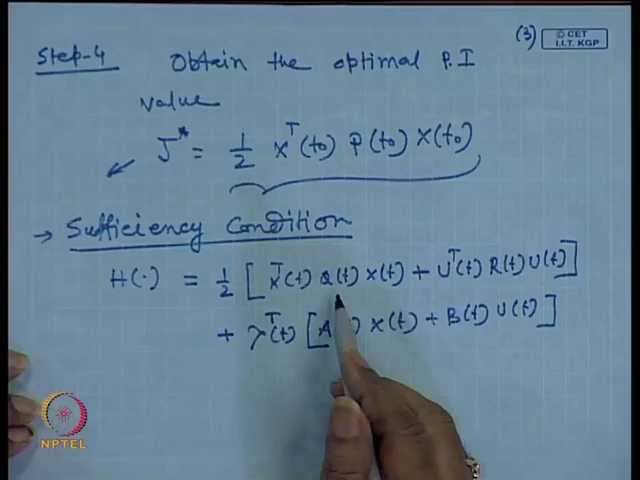 (3) © CET
I.I.T. KGP
Step-4 Obtain the optimal P.I
Value
J* = 1/2 X^T(t0) P(t0) X(t0)
→ Sufficiency Condition
H(·) = 1/2 [ X^T(t) Q(t) X(t) + U^T(t) R(t) U(t) ]
+ λ^T(t) [ A ) X(t) + B(t) U(t) ]
NPTEL